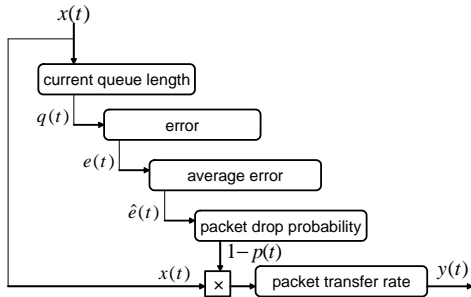 x(t)
current queue length
q(t)
error
e(t)
average error
ê(t)
packet drop probability
1−p(t)
x(t)
×
packet transfer rate
y(t)